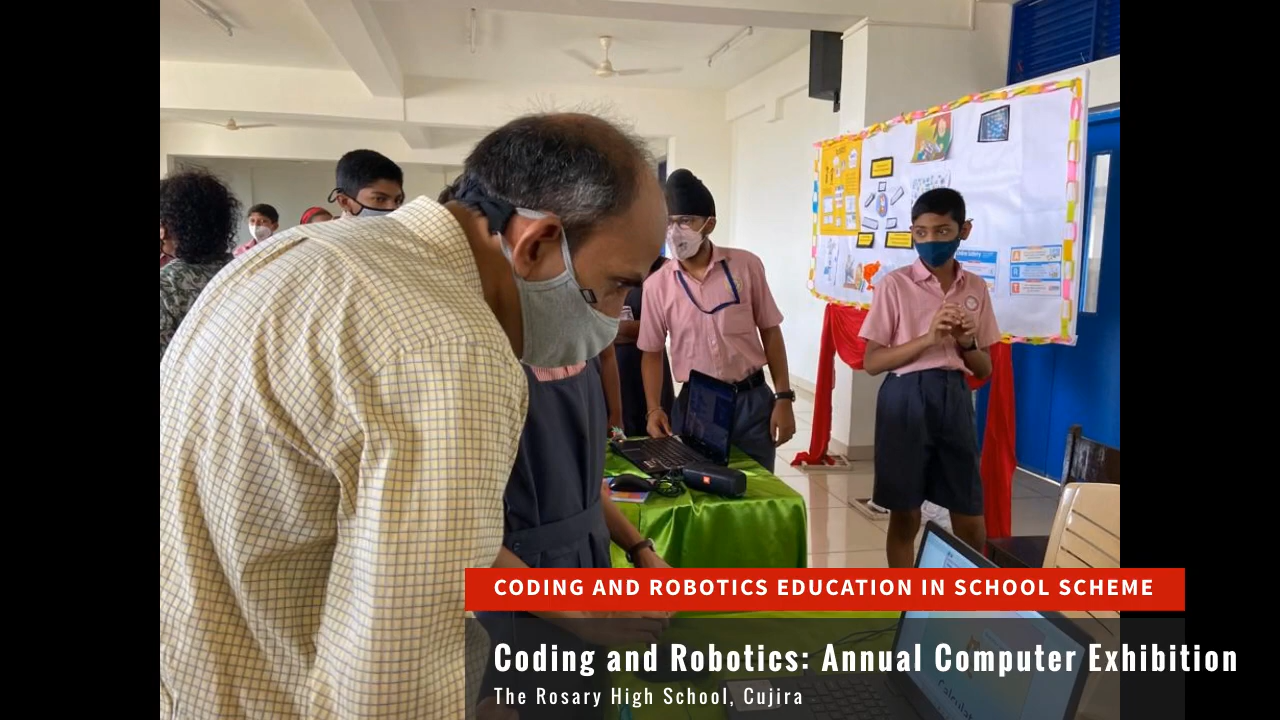 CODING AND ROBOTICS EDUCATION IN SCHOOL SCHEME
Coding and Robotics: Annual Computer Exhibition
The Rosary High School, Cujira